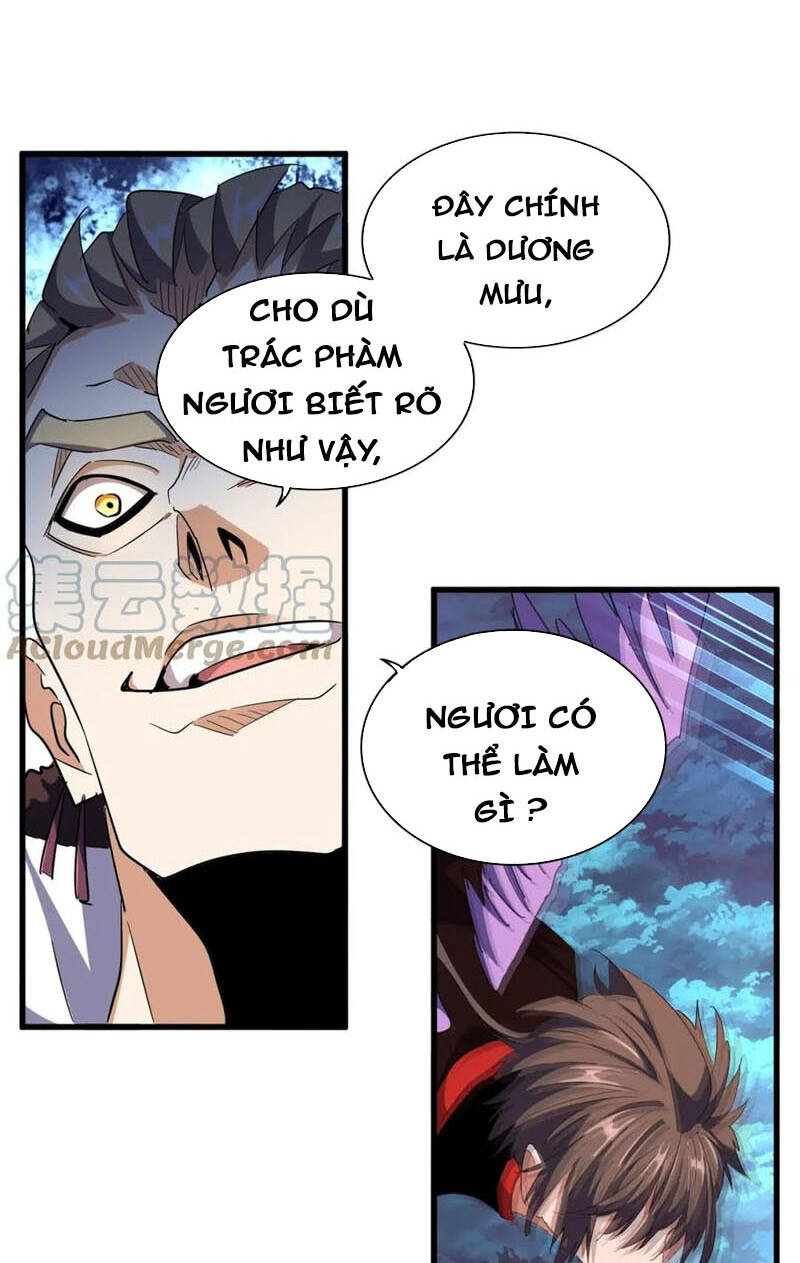 ĐÂY CHÍNH
LÀ DƯƠNG
MƯU,
CHO DÙ
TRÁC PHÀM
NGƯƠI BIẾT RÕ
NHƯ VẬY,
集云数据
ACloudMerge.com
NGƯƠI CÓ
THỂ LÀM
GÌ ?